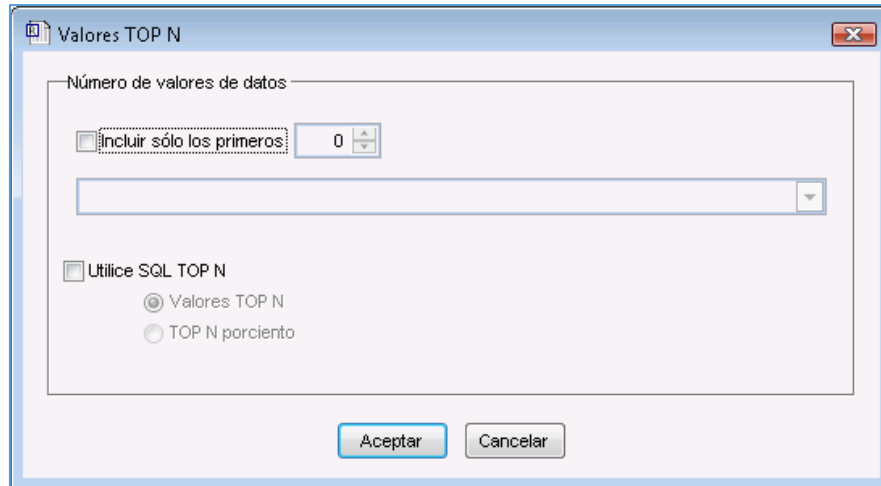 Valores TOP N
Número de valores de datos
Incluir sólo los primeros 0
Utilice SQL TOP N
Valores TOP N
TOP N porciento
Aceptar Cancelar